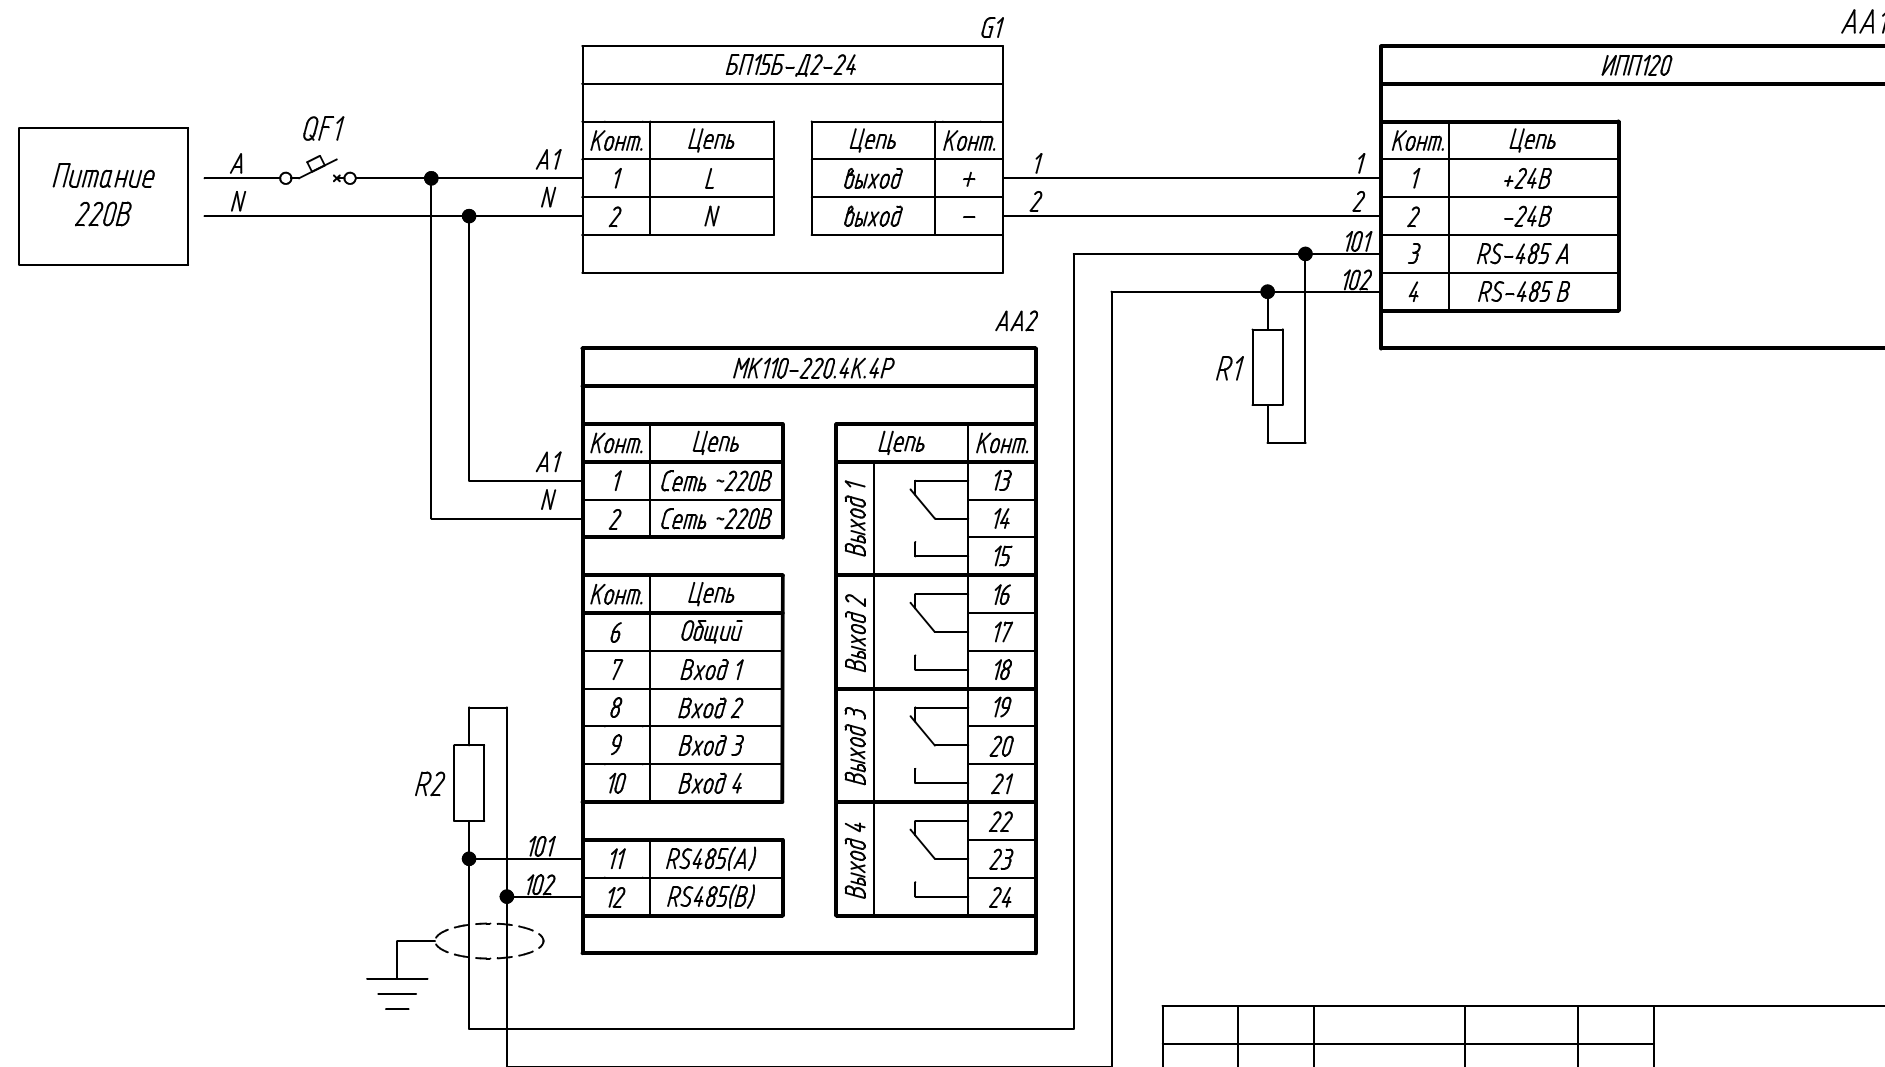 G1
AA1
БП15Б-Д2-24
ИПП120
Питание
220В
A
QF1
N
A1
N
Конт. Цепь
1 L
2 N
Цепь Конт.
выход +
выход −
1
2
1
2
101
102
Конт. Цепь
1 +24В
2 -24В
3 RS-485 A
4 RS-485 B
R1
AA2
МК110-220.4К.4Р
A1
N
Конт. Цепь
1 Сеть ~220В
2 Сеть ~220В
Конт. Цепь
6 Общий
7 Вход 1
8 Вход 2
9 Вход 3
10 Вход 4
R2
101
102
11 RS485(A)
12 RS485(B)
Цепь Конт.
Выход 1
13
14
15
Выход 2
16
17
18
Выход 3
19
20
21
Выход 4
22
23
24